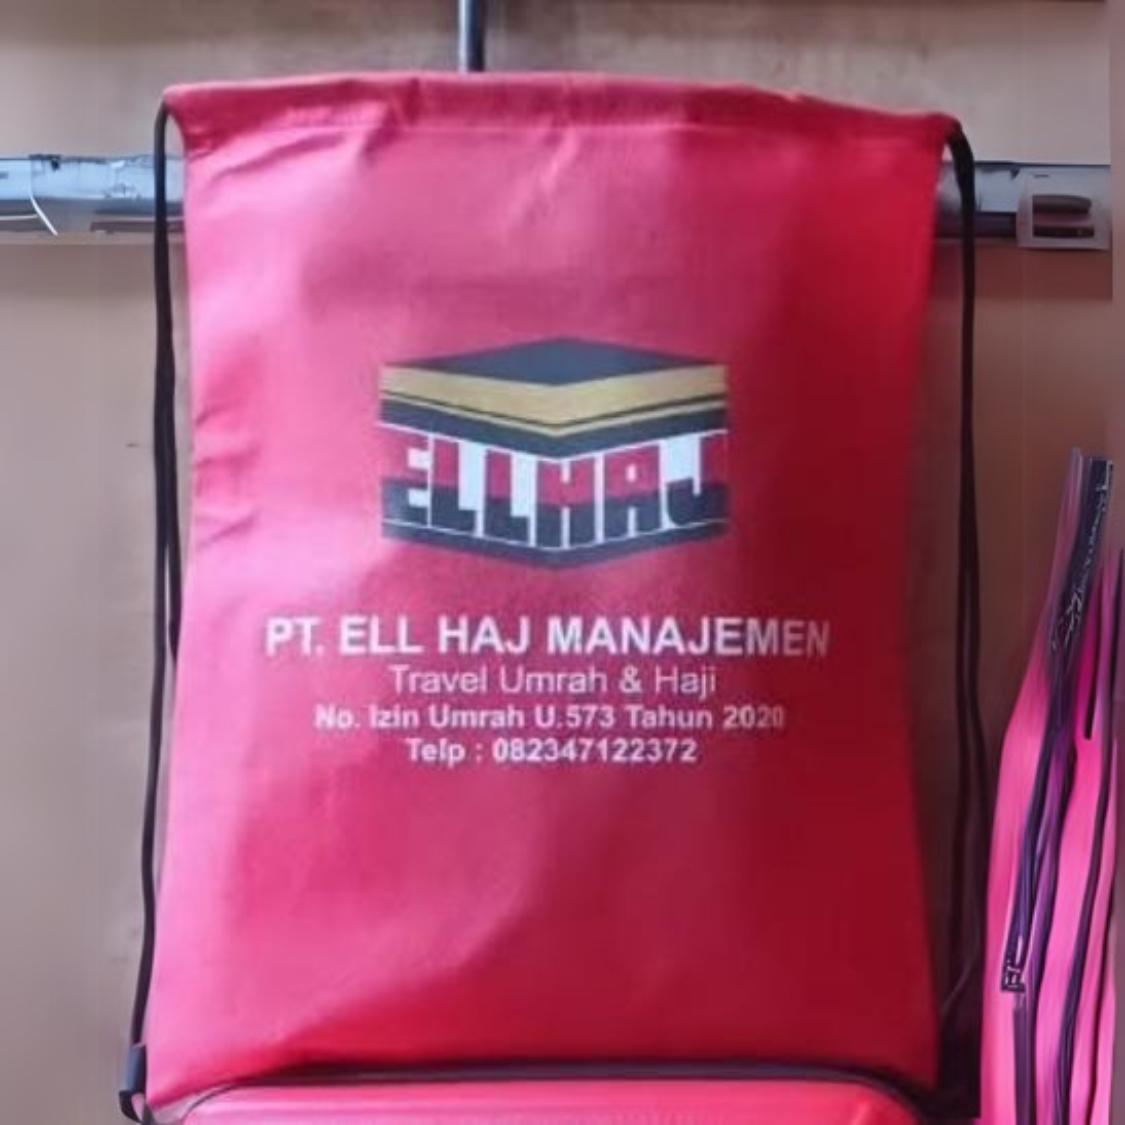 ELLHAJ
PT. ELL HAJ MANAJEMEN
Travel Umrah & Haji
No. Izin Umrah U.573 Tahun 2020
Telp : 082347122372